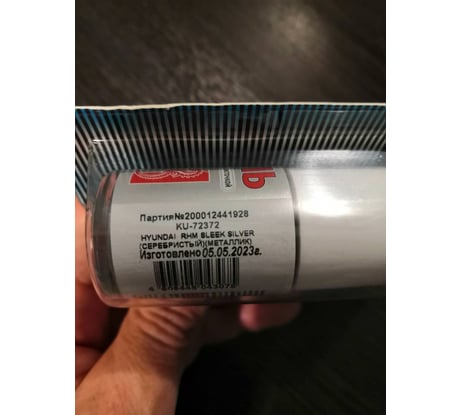 ь
Партия№200012441928
KU-72372
HYUNDAI RHM SLEEK SILVER
(СЕРЕБРИСТЫЙ)(МЕТАЛЛИК)
Изготовлено 05.05.2023г.